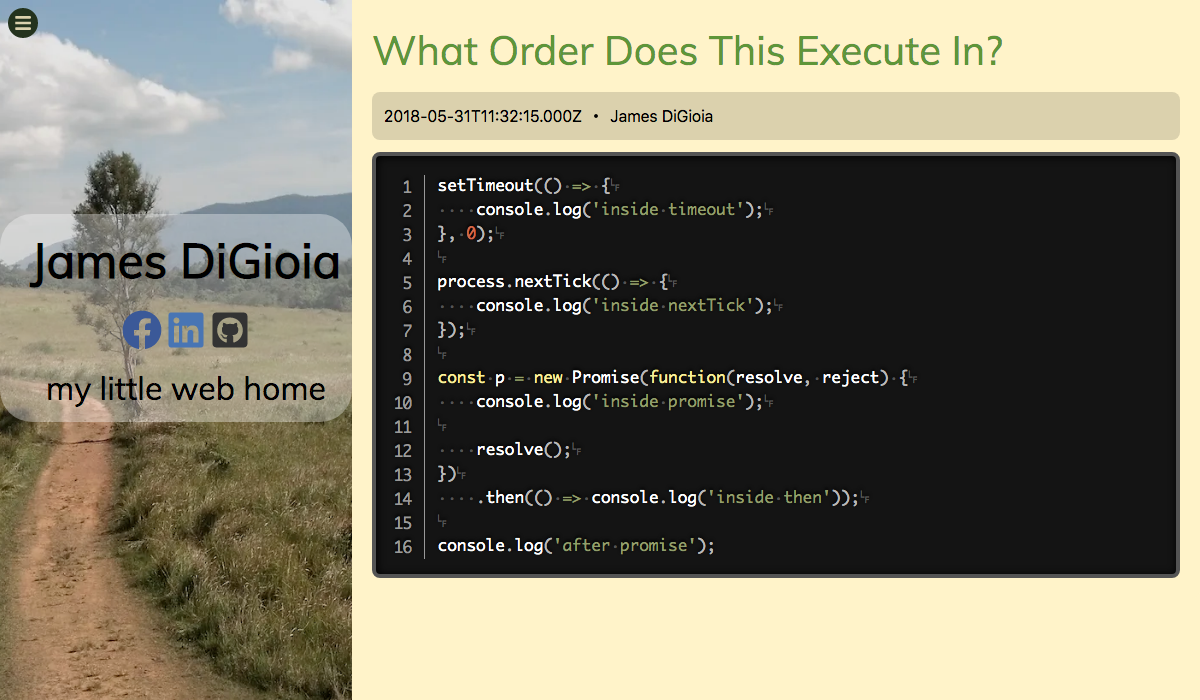 James DiGioia
my little web home
What Order Does This Execute In?
2018-05-31T11:32:15.000Z • James DiGioia
1 setTimeout(() => {
2     console.log('inside timeout');
3 }, 0);
4
5 process.nextTick(() => {
6     console.log('inside nextTick');
7 });
8
9 const p = new Promise(function(resolve, reject) {
10     console.log('inside promise');
11
12     resolve();
13 })
14     .then(() => console.log('inside then'));
15
16 console.log('after promise');